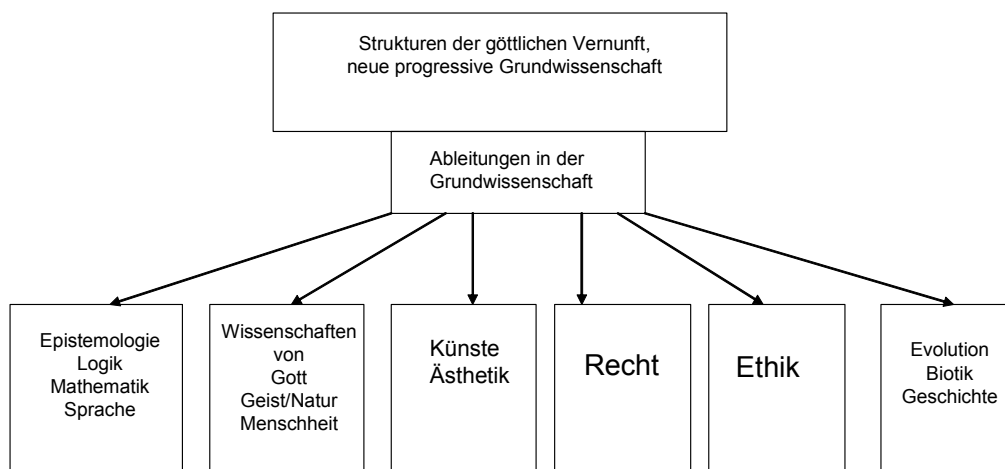 Strukturen der göttlichen Vernunft,
neue progressive Grundwissenschaft
Ableitungen in der
Grundwissenschaft
Epistemologie
Logik
Mathematik
Sprache
Wissenschaften
von
Gott
Geist/Natur
Menschheit
Künste
Ästhetik
Recht
Ethik
Evolution
Biotik
Geschichte